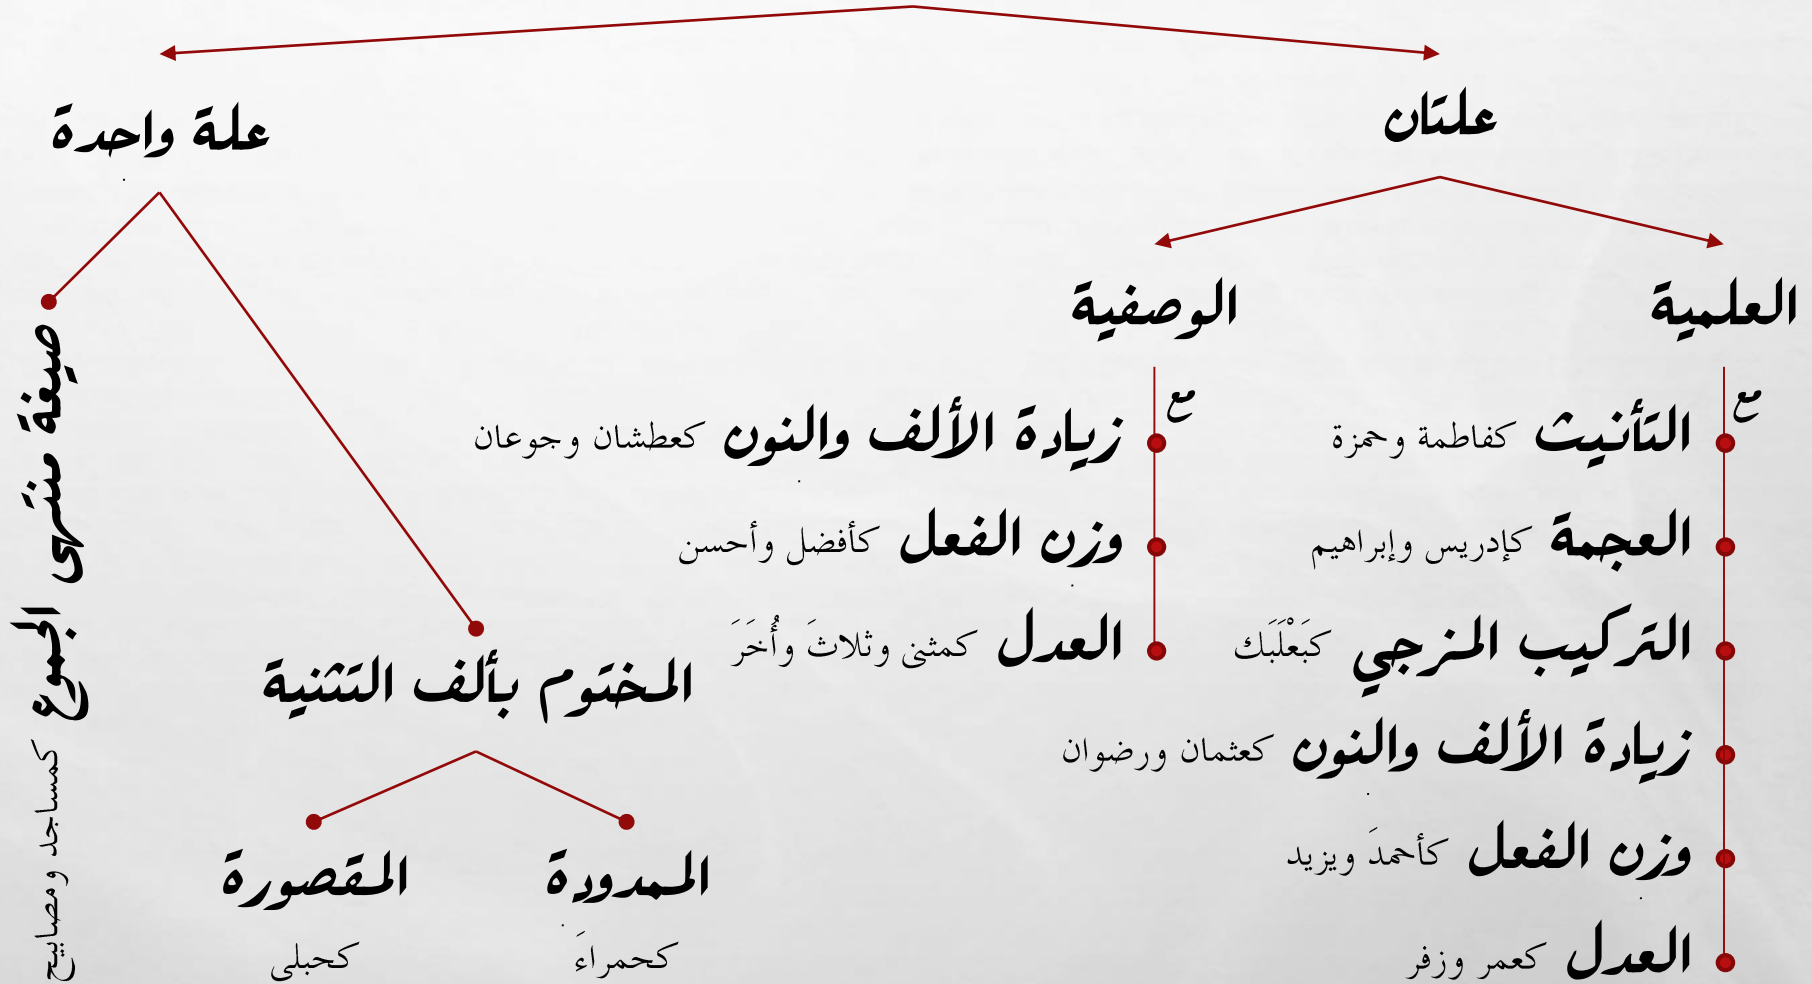 علتان
علة واحدة
العلمية
الوصفية
مع
التأنيث كفاطمة وحمزة
العجمة كإدريس وإبراهيم
التركيب المزجي كبَعْلَبَك
زيادة الألف والنون كعثمان ورضوان
وزن الفعل كأحمدَ ويزيد
العدل كعمر وزفر
مع
زيادة الألف والنون كعطشان وجوعان
وزن الفعل كأفضل وأحسن
العدل كمثنى وثلاثَ وأُخَرَ
المختوم بألف التثنية
الممدودة
كحمراءَ
المقصورة
كحبلى
صيغة منتهى الجموع كمساجد ومصابيح